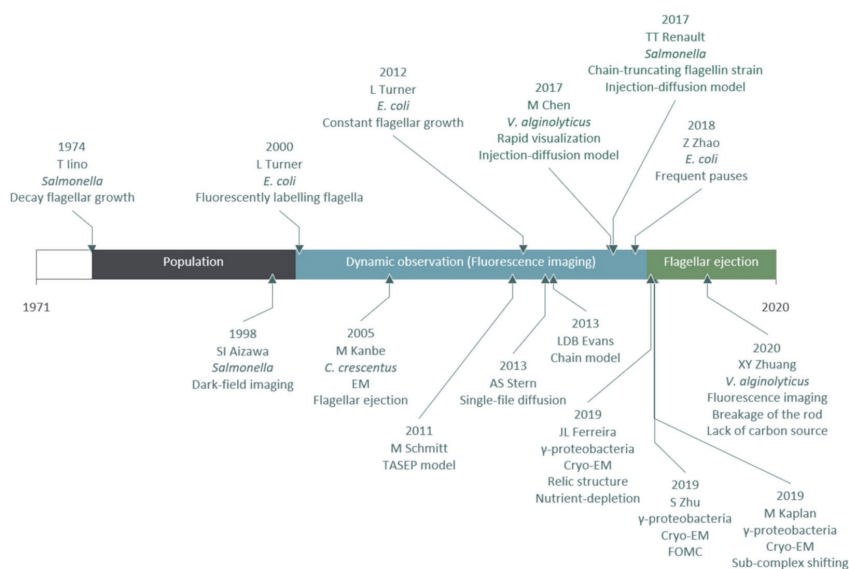 2017
TT Renault
Salmonella
Chain-truncating flagellin strain
Injection-diffusion model
2012
L Turner
E. coli
Constant flagellar growth
2017
M Chen
V. alginolyticus
Rapid visualization
Injection-diffusion model
2018
Z Zhao
E. coli
Frequent pauses
1974
T Iino
Salmonella
Decay flagellar growth
2000
L Turner
E. coli
Fluorescently labelling flagella
Population
Dynamic observation (Fluorescence imaging)
Flagellar ejection
1971
2020
1998
SI Aizawa
Salmonella
Dark-field imaging
2005
M Kanbe
C. crescentus
EM
Flagellar ejection
2011
M Schmitt
TASEP model
2013
AS Stern
Single-file diffusion
2013
LDB Evans
Chain model
2019
JL Ferreira
γ-proteobacteria
Cryo-EM
Relic structure
Nutrient-depletion
2019
S Zhu
γ-proteobacteria
Cryo-EM
FOMC
2019
M Kaplan
γ-proteobacteria
Cryo-EM
Sub-complex shifting
2020
XY Zhuang
V. alginolyticus
Fluorescence imaging
Breakage of the rod
Lack of carbon source